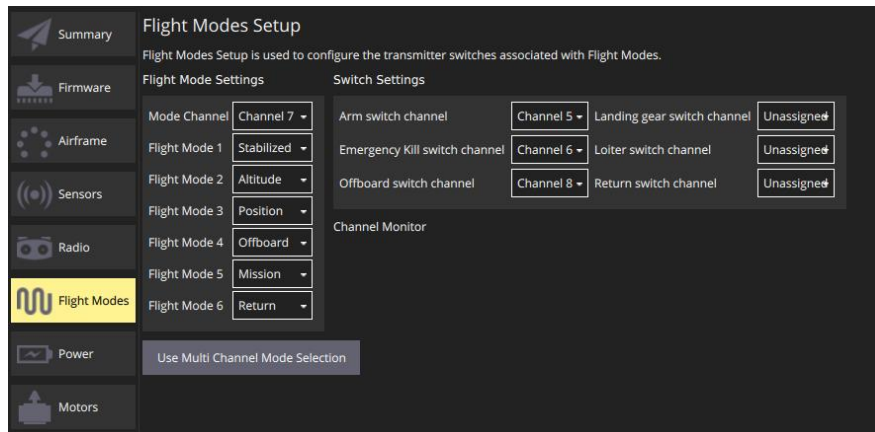 Summary
Firmware
Airframe
Sensors
Radio
Flight Modes
Power
Motors
Flight Modes Setup
Flight Modes Setup is used to configure the transmitter switches associated with Flight Modes.
Flight Mode Settings
Mode Channel Channel 7
Flight Mode 1 Stabilized
Flight Mode 2 Altitude
Flight Mode 3 Position
Flight Mode 4 Offboard
Flight Mode 5 Mission
Flight Mode 6 Return
Use Multi Channel Mode Selection
Switch Settings
Arm switch channel Channel 5 Landing gear switch channel Unassigned
Emergency Kill switch channel Channel 6 Loiter switch channel Unassigned
Offboard switch channel Channel 8 Return switch channel Unassigned
Channel Monitor